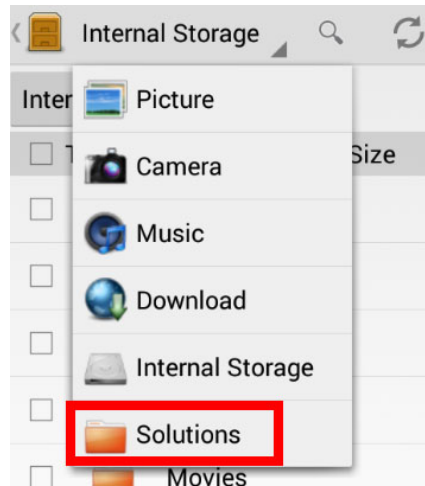 Internal Storage
Inter
Picture
T
Size
Camera
Music
Download
Internal Storage
Solutions
Movies